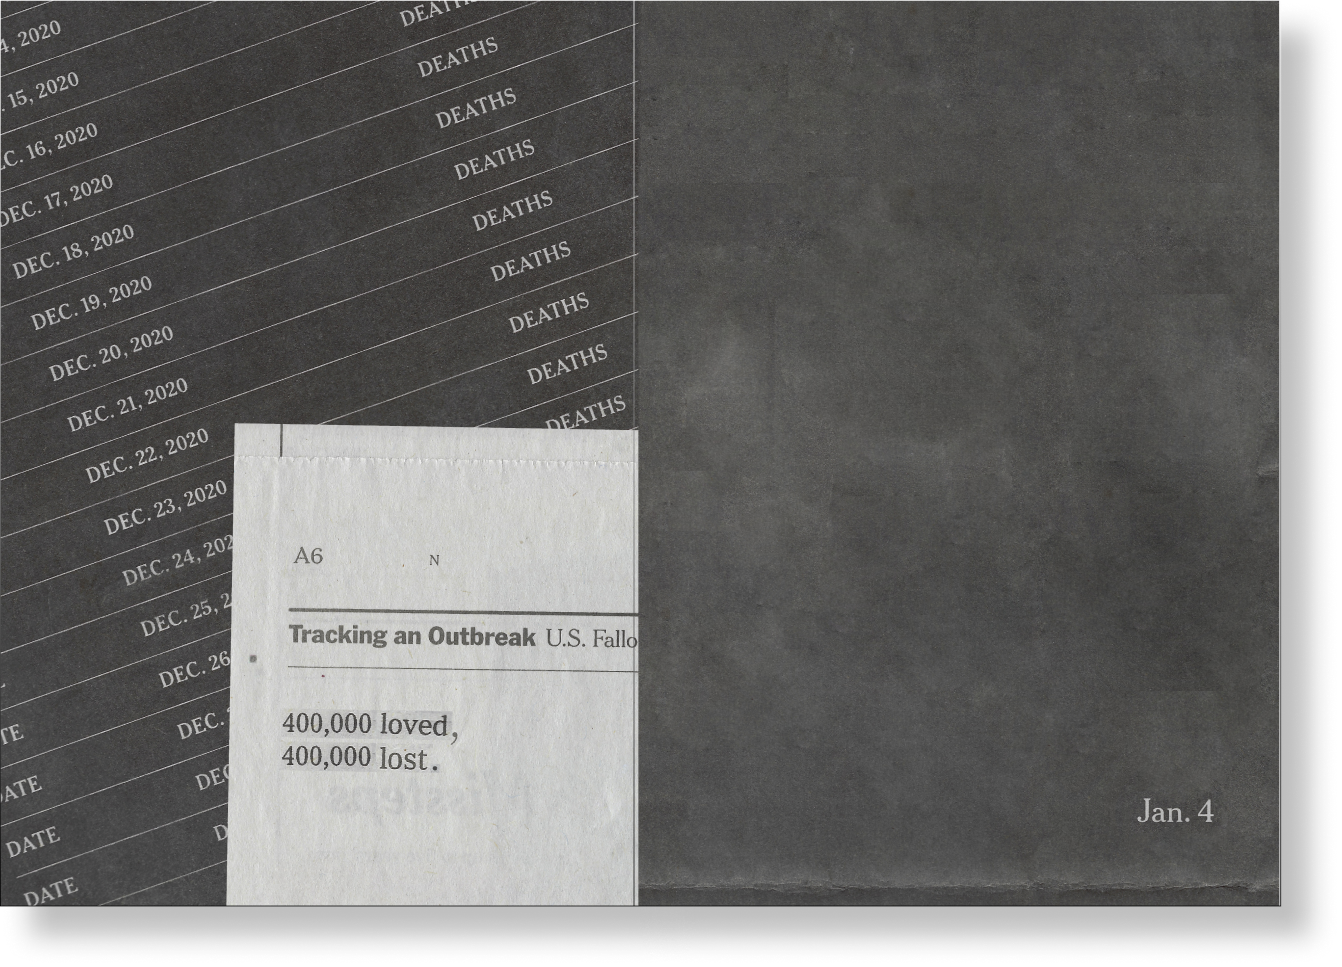 4, 2020 DEATHS
15, 2020 DEATHS
EC. 16, 2020 DEATHS
DEC. 17, 2020 DEATHS
DEC. 18, 2020 DEATHS
DEC. 19, 2020 DEATHS
DEC. 20, 2020 DEATHS
DEC. 21, 2020 DEATHS
DEC. 22, 2020 DEATHS
DEC. 23, 2020
DEC. 24, 202
DEC. 25, 2
DEC. 26
TE DEC.
DATE DEC
DATE D
DATE
A6 N
Tracking an Outbreak U.S. Fallo
400,000 loved,
400,000 lost.
Jan. 4